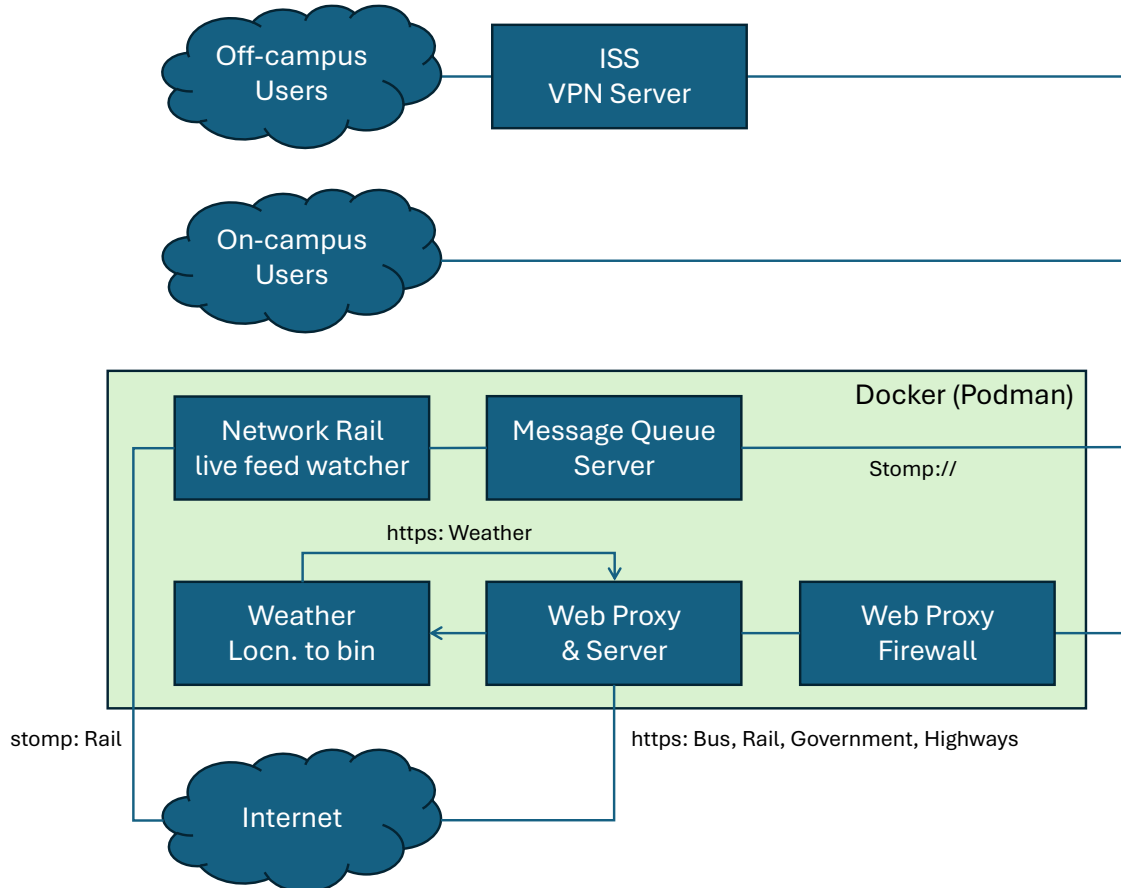 Off-campus
Users
ISS
VPN Server
On-campus
Users
Docker (Podman)
Network Rail
live feed watcher
Message Queue
Server
Stomp://
https: Weather
Weather
Locn. to bin
Web Proxy
& Server
Web Proxy
Firewall
stomp: Rail
https: Bus, Rail, Government, Highways
Internet